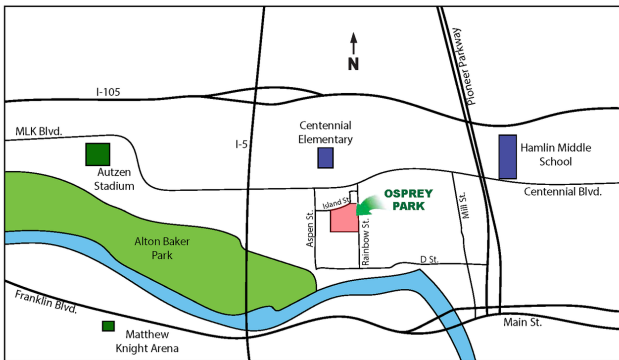 Pioneer Parkway
N
I-105
MLK Blvd.
Autzen
Stadium
I-5
Centennial
Elementary
Hamlin Middle
School
Centennial Blvd.
OSPREY
PARK
Island St.
Aspen St.
Rainbow St.
Mill St.
Alton Baker
Park
D St.
Franklin Blvd.
Main St.
Matthew
Knight Arena